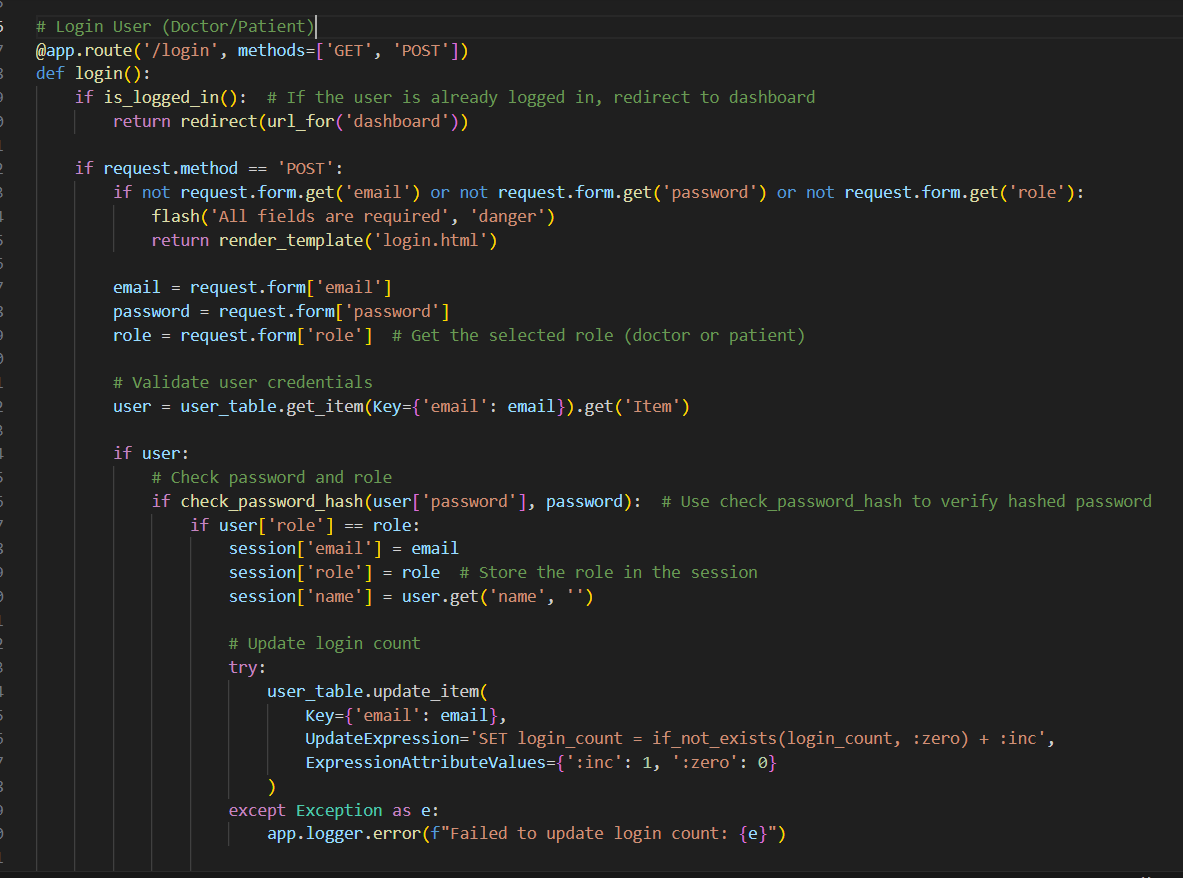 # Login User (Doctor/Patient)
@app.route('/login', methods=['GET', 'POST'])
def login():
    if is_logged_in():  # If the user is already logged in, redirect to dashboard
        return redirect(url_for('dashboard'))

    if request.method == 'POST':
        if not request.form.get('email') or not request.form.get('password') or not request.form.get('role'):
            flash('All fields are required', 'danger')
            return render_template('login.html')

        email = request.form['email']
        password = request.form['password']
        role = request.form['role']  # Get the selected role (doctor or patient)

        # Validate user credentials
        user = user_table.get_item(Key={'email': email}).get('Item')

        if user:
            # Check password and role
            if check_password_hash(user['password'], password):  # Use check_password_hash to verify hashed password
                if user['role'] == role:
                    session['email'] = email
                    session['role'] = role  # Store the role in the session
                    session['name'] = user.get('name', '')

                    # Update login count
                    try:
                        user_table.update_item(
                            Key={'email': email},
                            UpdateExpression='SET login_count = if_not_exists(login_count, :zero) + :inc',
                            ExpressionAttributeValues={':inc': 1, ':zero': 0}
                        )
                    except Exception as e:
                        app.logger.error(f"Failed to update login count: {e}")